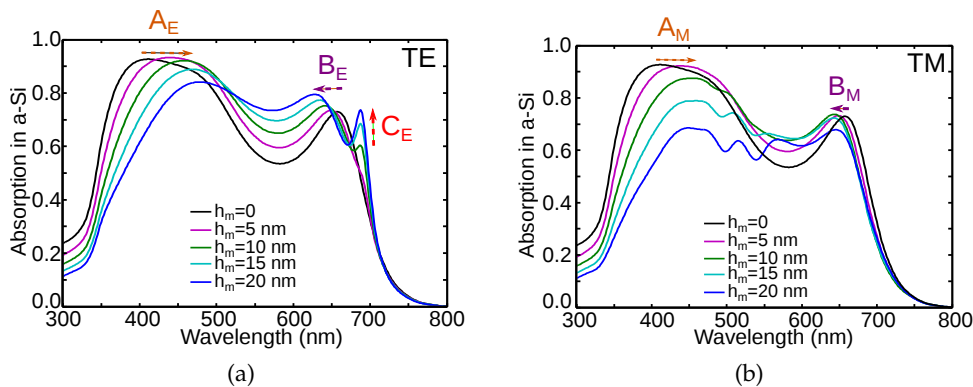 A_E
TE
B_E
C_E
Absorption in a-Si
1.0
0.8
0.6
0.4
0.2
0.0
h_m=0
h_m=5 nm
h_m=10 nm
h_m=15 nm
h_m=20 nm
300 400 500 600 700 800
Wavelength (nm)
(a)
A_M
TM
B_M
Absorption in a-Si
1.0
0.8
0.6
0.4
0.2
0.0
h_m=0
h_m=5 nm
h_m=10 nm
h_m=15 nm
h_m=20 nm
300 400 500 600 700 800
Wavelength (nm)
(b)